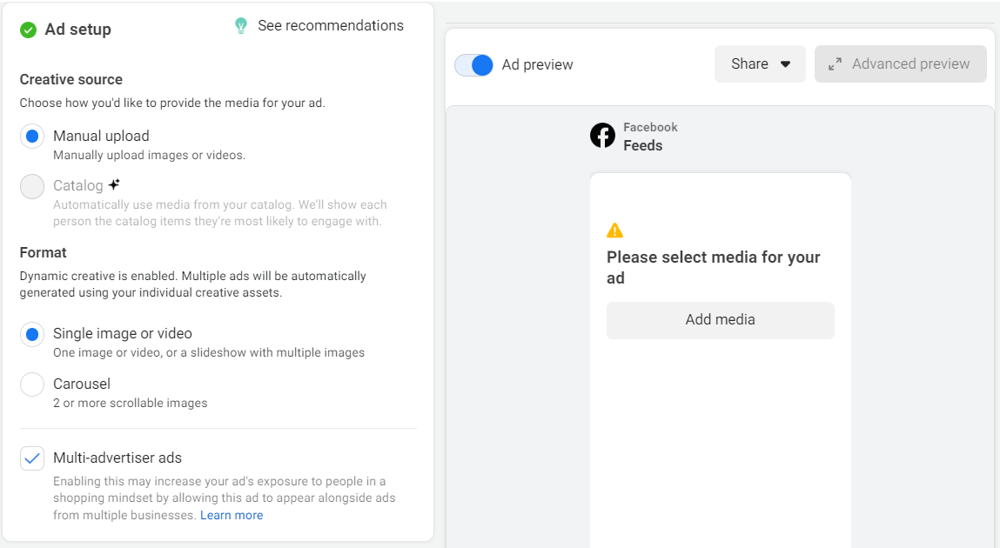 Ad setup
See recommendations
Creative source
Choose how you'd like to provide the media for your ad.
Manual upload
Manually upload images or videos.
Catalog
Automatically use media from your catalog. We'll show each
person the catalog items they're most likely to engage with.
Format
Dynamic creative is enabled. Multiple ads will be automatically
generated using your individual creative assets.
Single image or video
One image or video, or a slideshow with multiple images
Carousel
2 or more scrollable images
Multi-advertiser ads
Enabling this may increase your ad's exposure to people in a
shopping mindset by allowing this ad to appear alongside ads
from multiple businesses. Learn more
Ad preview
Share
Advanced preview
Facebook
Feeds
Please select media for your
ad
Add media